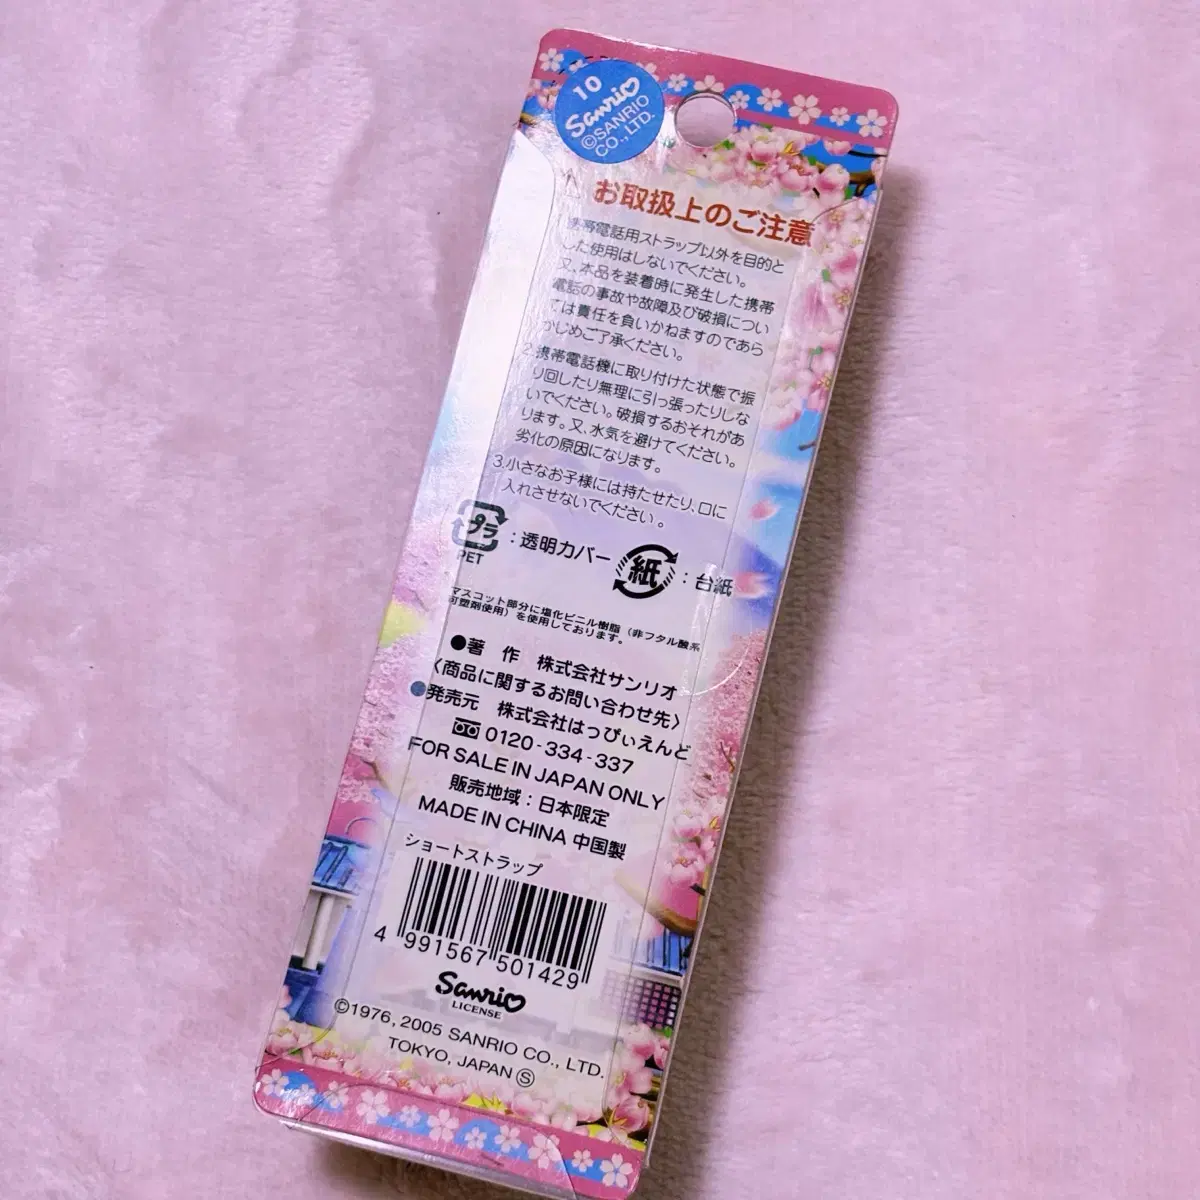 10
Sanrio
©SANRIO
CO.,LTD.
⚠ お取扱上のご注意
携帯電話用ストラップ以外を目的と
した使用はしないでください。
又、本品を装着時に発生した携帯
電話の事故や故障及び破損につい
ては責任を負いかねますのであら
かじめご了承ください。
2.携帯電話機に取り付けた状態で振
り回したり無理に引っ張ったりしな
いでください。破損するおそれがあ
ります。又、水気を避けてください。
劣化の原因になります。
3.小さなお子様には持たせたり、口に
入れさせないでください。
プラ PET :透明カバー 紙 :台紙
マスコット部分に塩化ビニル樹脂(非フタル酸系
可塑剤使用)を使用しております。
●著 作 株式会社サンリオ
〈商品に関するお問い合わせ先〉
●発売元 株式会社はっぴぃえんど
0120-334-337
FOR SALE IN JAPAN ONLY
販売地域:日本限定
MADE IN CHINA 中国製
ショートストラップ
4 991567 501429
Sanrio
LICENSE
©1976, 2005 SANRIO CO., LTD.
TOKYO, JAPAN Ⓢ